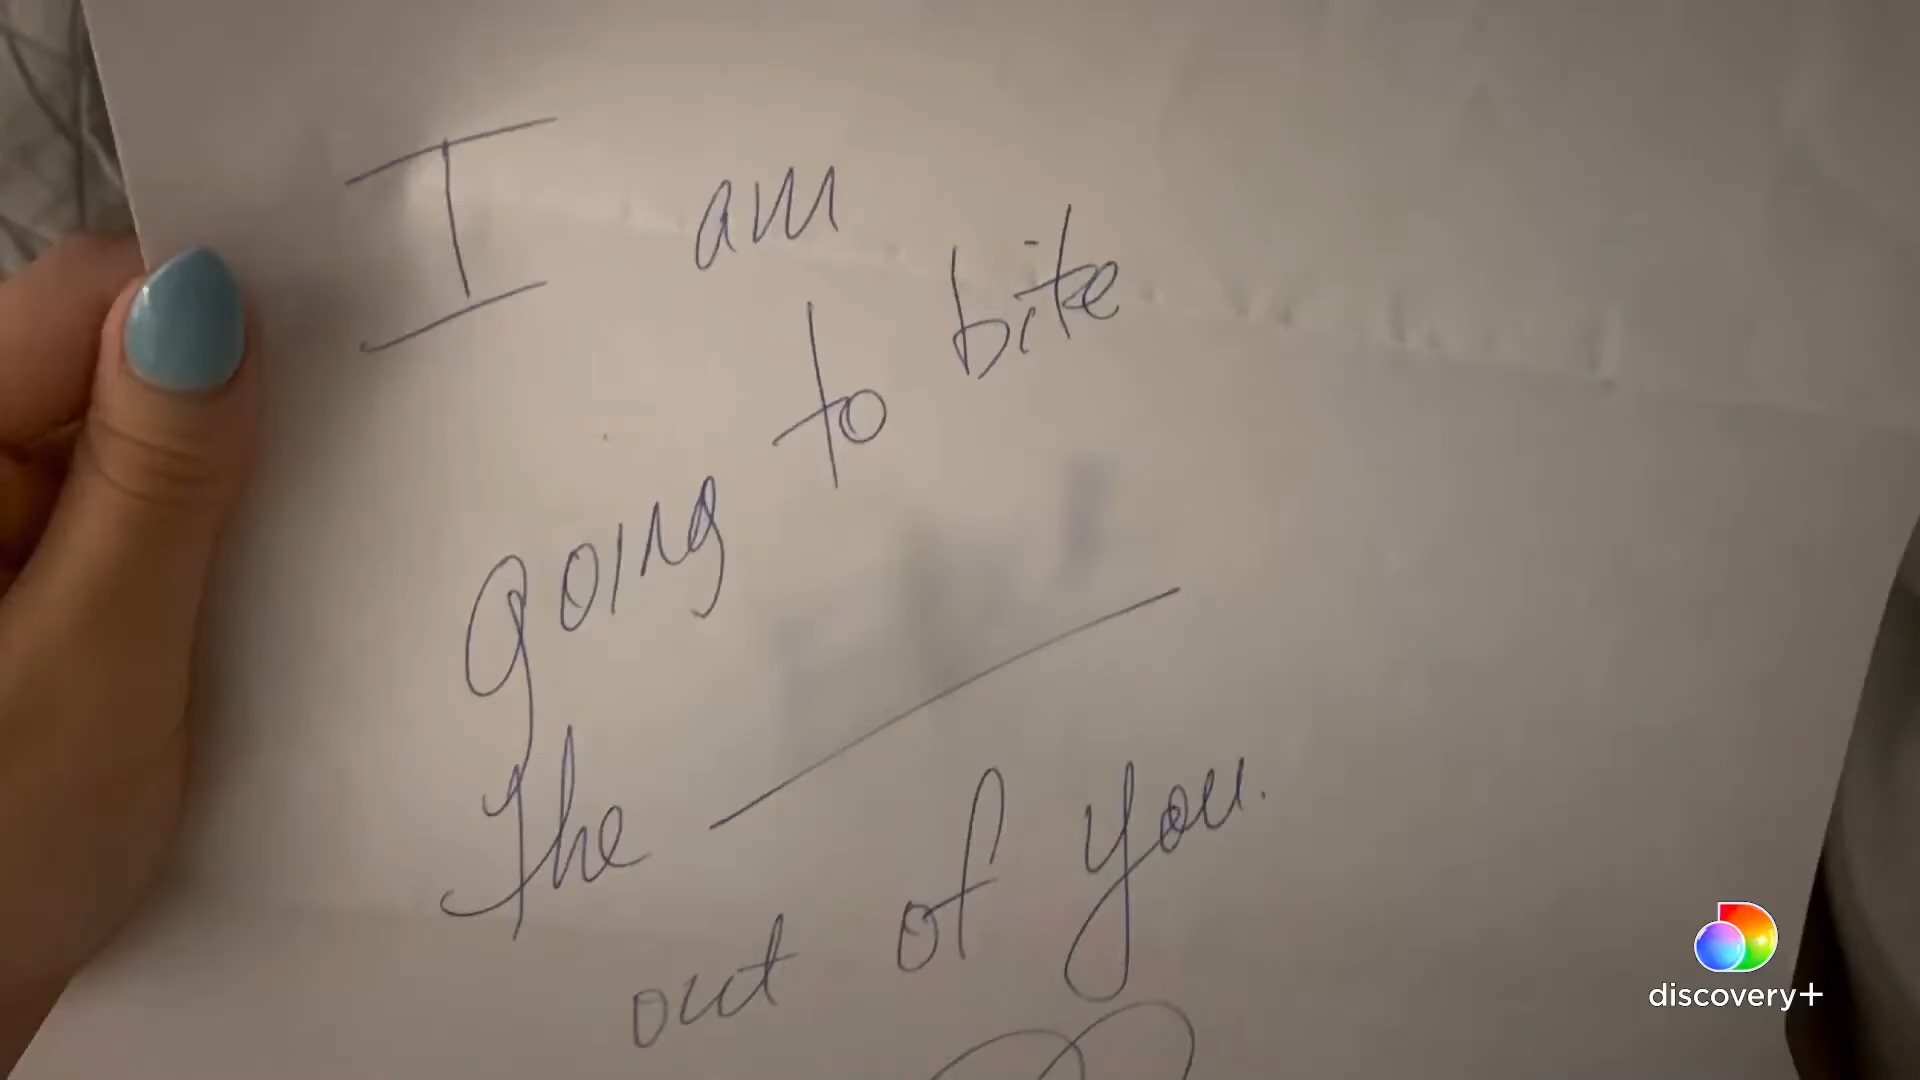 I am
going to bite
the
out of you.
discovery+